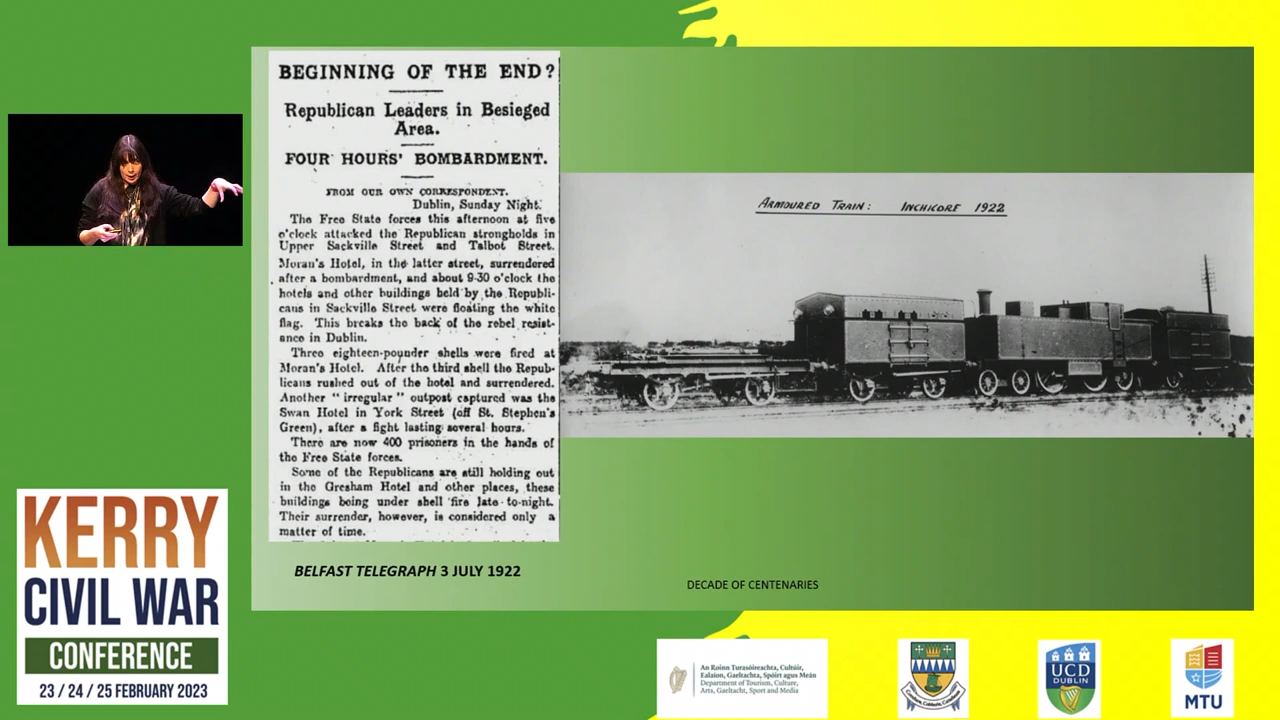 BEGINNING OF THE END?
Republican Leaders in Besieged
Area.
FOUR HOURS' BOMBARDMENT.
FROM OUR OWN CORRESPONDENT.
Dublin, Sunday Night.
The Free State forces this afternoon at five
o'clock attacked the Republican strongholds in
Upper Sackville Street and Talbot Street.
Moran's Hotel, in the latter street, surrendered
after a bombardment, and about 9-30 o'clock the
hotels and other buildings held by the Republi-
cans in Sackville Street were floating the white
flag. This breaks the back of the rebel resist-
ance in Dublin.
Three eighteen-pounder shells were fired at
Moran's Hotel. After the third shell the Repub-
licans rushed out of the hotel and surrendered.
Another "irregular" outpost captured was the
Swan Hotel in York Street (off St. Stephen's
Green), after a fight lasting several hours.
There are now 400 prisoners in the hands of
the Free State forces.
Some of the Republicans are still holding out
in the Gresham Hotel and other places, these
buildings being under shell fire late to-night.
Their surrender, however, is considered only a
matter of time.
BELFAST TELEGRAPH 3 JULY 1922
ARMOURED TRAIN: INCHICORE 1922
DECADE OF CENTENARIES
KERRY
CIVIL WAR
CONFERENCE
23 / 24 / 25 FEBRUARY 2023
An Roinn Turasóireachta, Cultúir,
Ealaíon, Gaeltachta, Spóirt agus Meán
Department of Tourism, Culture,
Arts, Gaeltacht, Sport and Media
UCD
DUBLIN
MTU